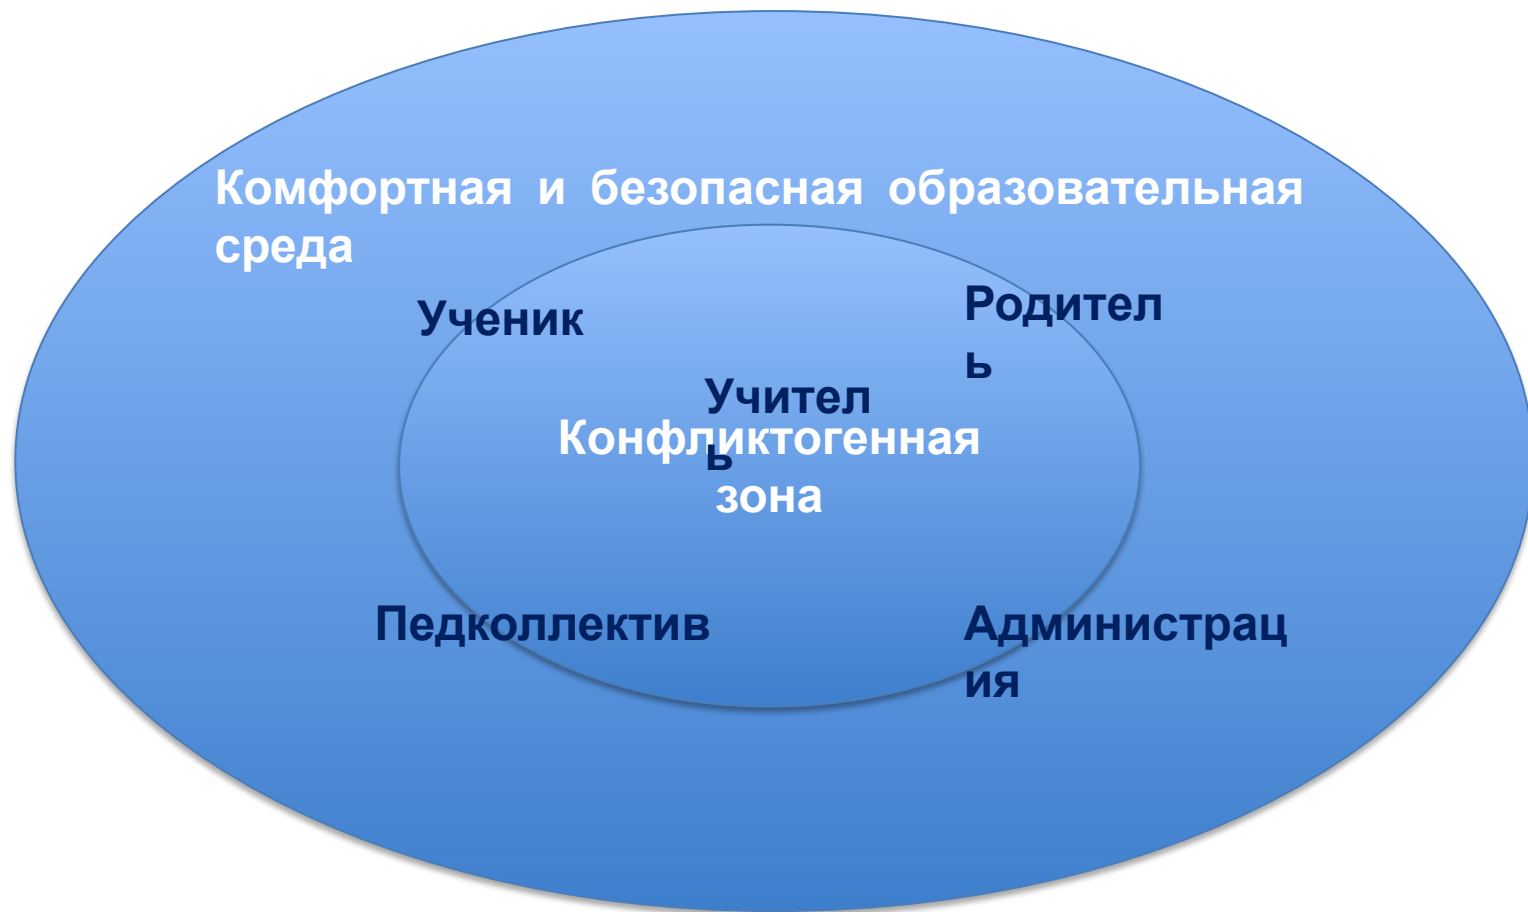 Комфортная и безопасная образовательная
среда
Ученик
Родител
ь
Учител
ь
Конфликтогенная
зона
Педколлектив
Администрац
ия